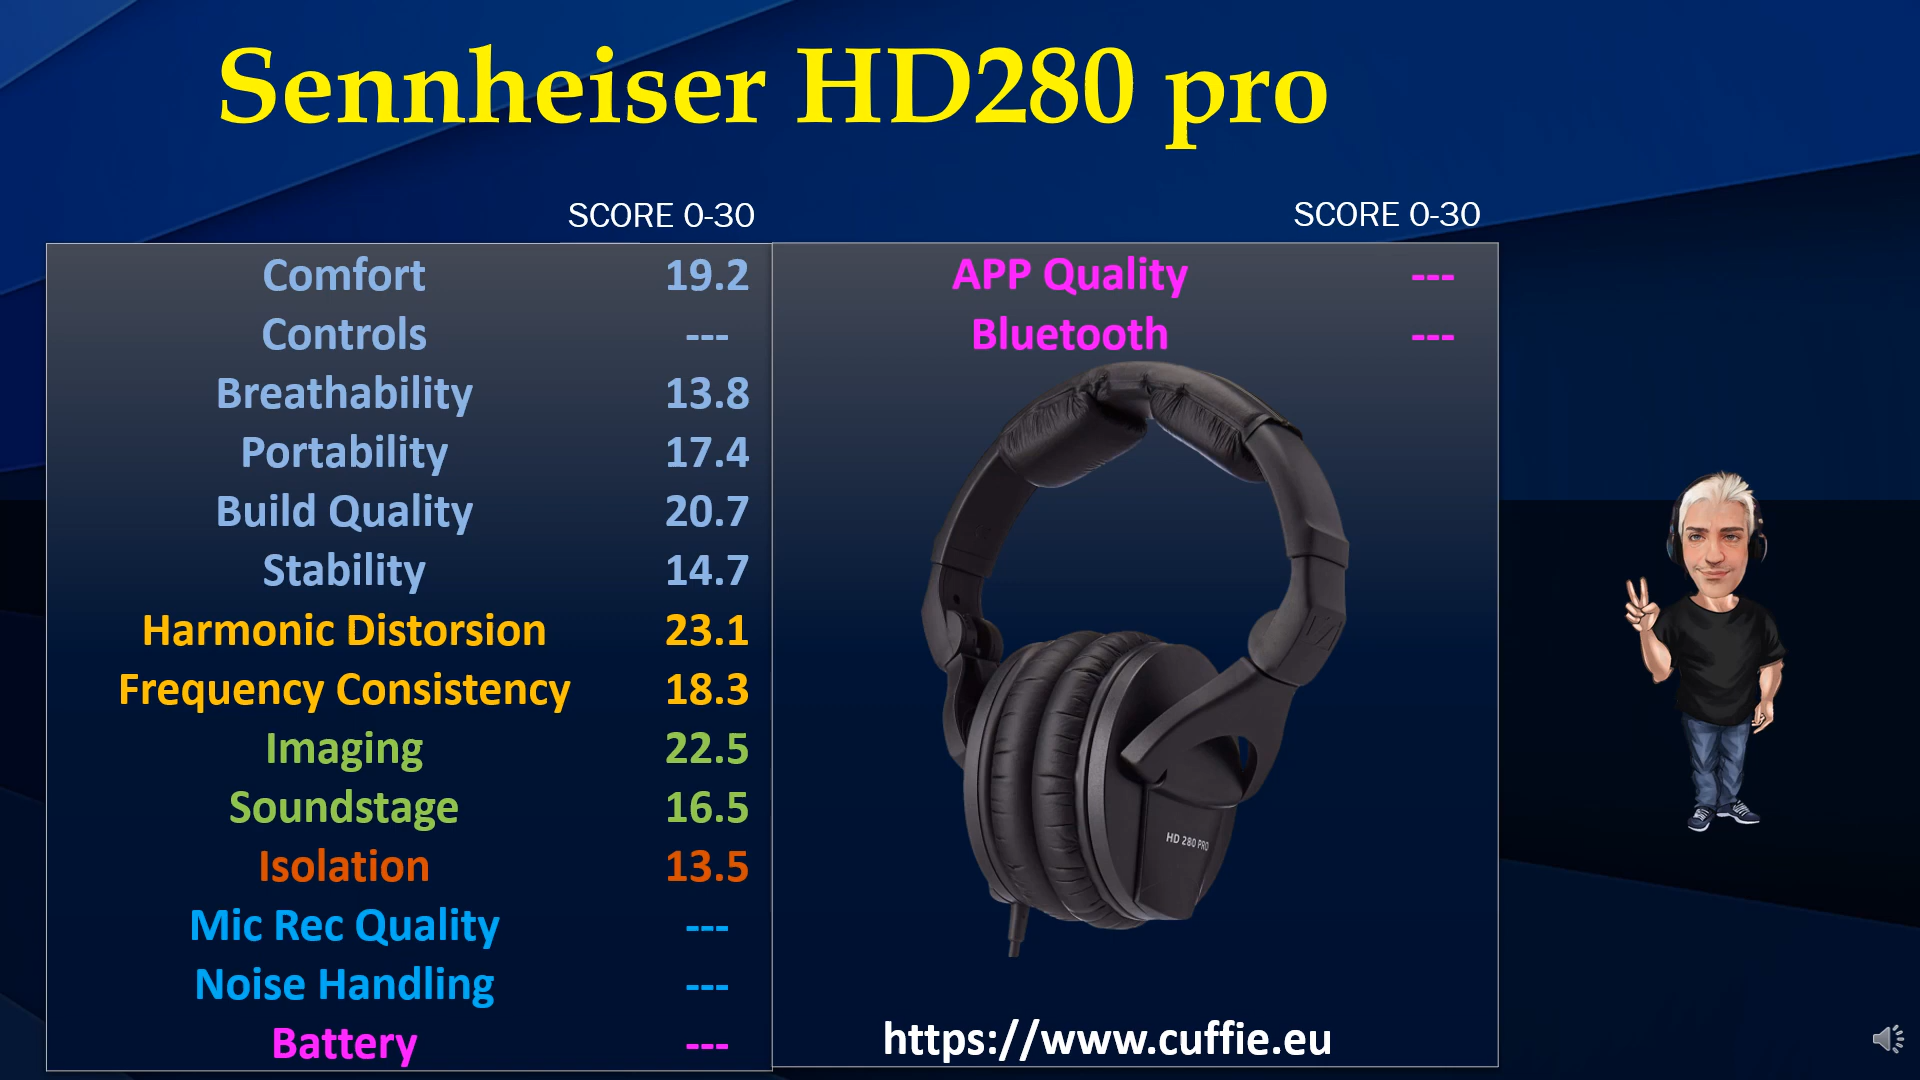 Sennheiser HD280 pro
SCORE 0-30
Comfort 19.2
Controls ---
Breathability 13.8
Portability 17.4
Build Quality 20.7
Stability 14.7
Harmonic Distorsion 23.1
Frequency Consistency 18.3
Imaging 22.5
Soundstage 16.5
Isolation 13.5
Mic Rec Quality ---
Noise Handling ---
Battery ---
SCORE 0-30
APP Quality ---
Bluetooth ---
HD 280 PRO
https://www.cuffie.eu